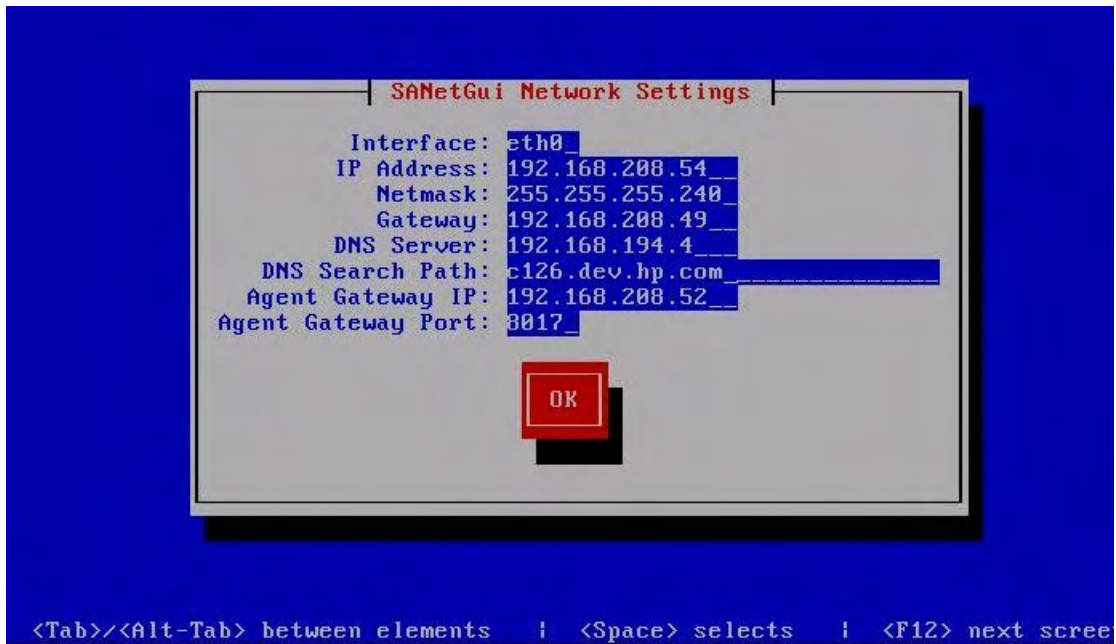 SANetGui Network Settings
Interface: eth0_
IP Address: 192.168.208.54__
Netmask: 255.255.255.240_
Gateway: 192.168.208.49__
DNS Server: 192.168.194.4___
DNS Search Path: c126.dev.hp.com_______________
Agent Gateway IP: 192.168.208.52__
Agent Gateway Port: 8017_
OK
<Tab>/<Alt-Tab> between elements | <Space> selects | <F12> next scree